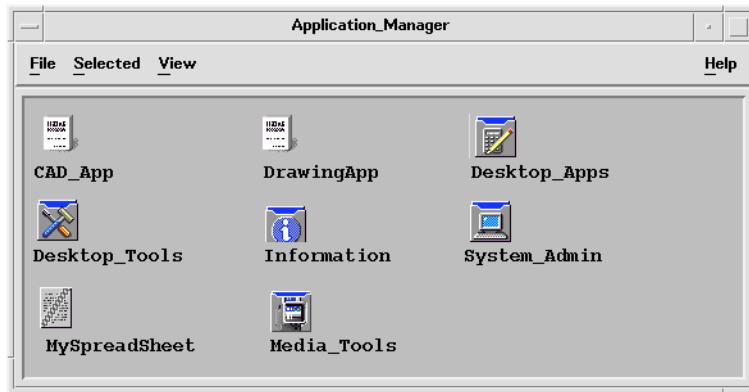 Application_Manager
File Selected View Help
CAD_App DrawingApp Desktop_Apps
Desktop_Tools Information System_Admin
MySpreadSheet Media_Tools